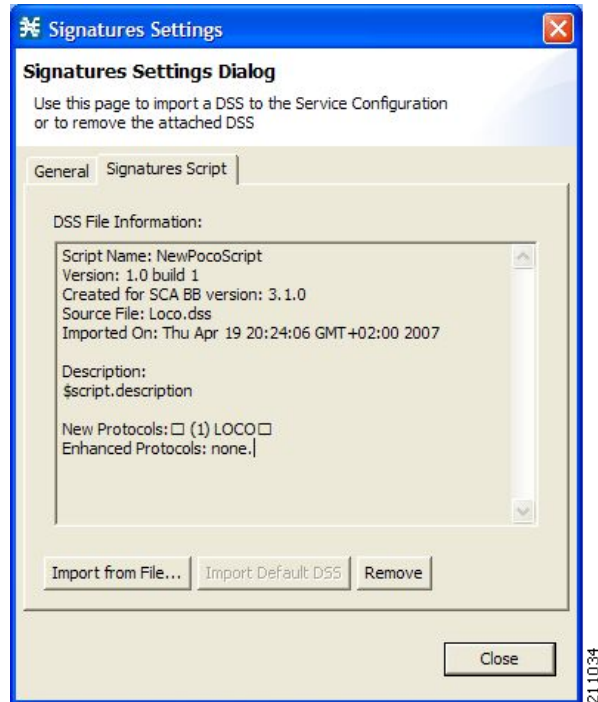 Signatures Settings
Signatures Settings Dialog
Use this page to import a DSS to the Service Configuration
or to remove the attached DSS
General Signatures Script
DSS File Information:
Script Name: NewPocoScript
Version: 1.0 build 1
Created for SCA BB version: 3.1.0
Source File: Loco.dss
Imported On: Thu Apr 19 20:24:06 GMT+02:00 2007
Description:
$script.description
New Protocols:□ (1) LOCO□
Enhanced Protocols: none.
Import from File... Import Default DSS Remove
Close
211034